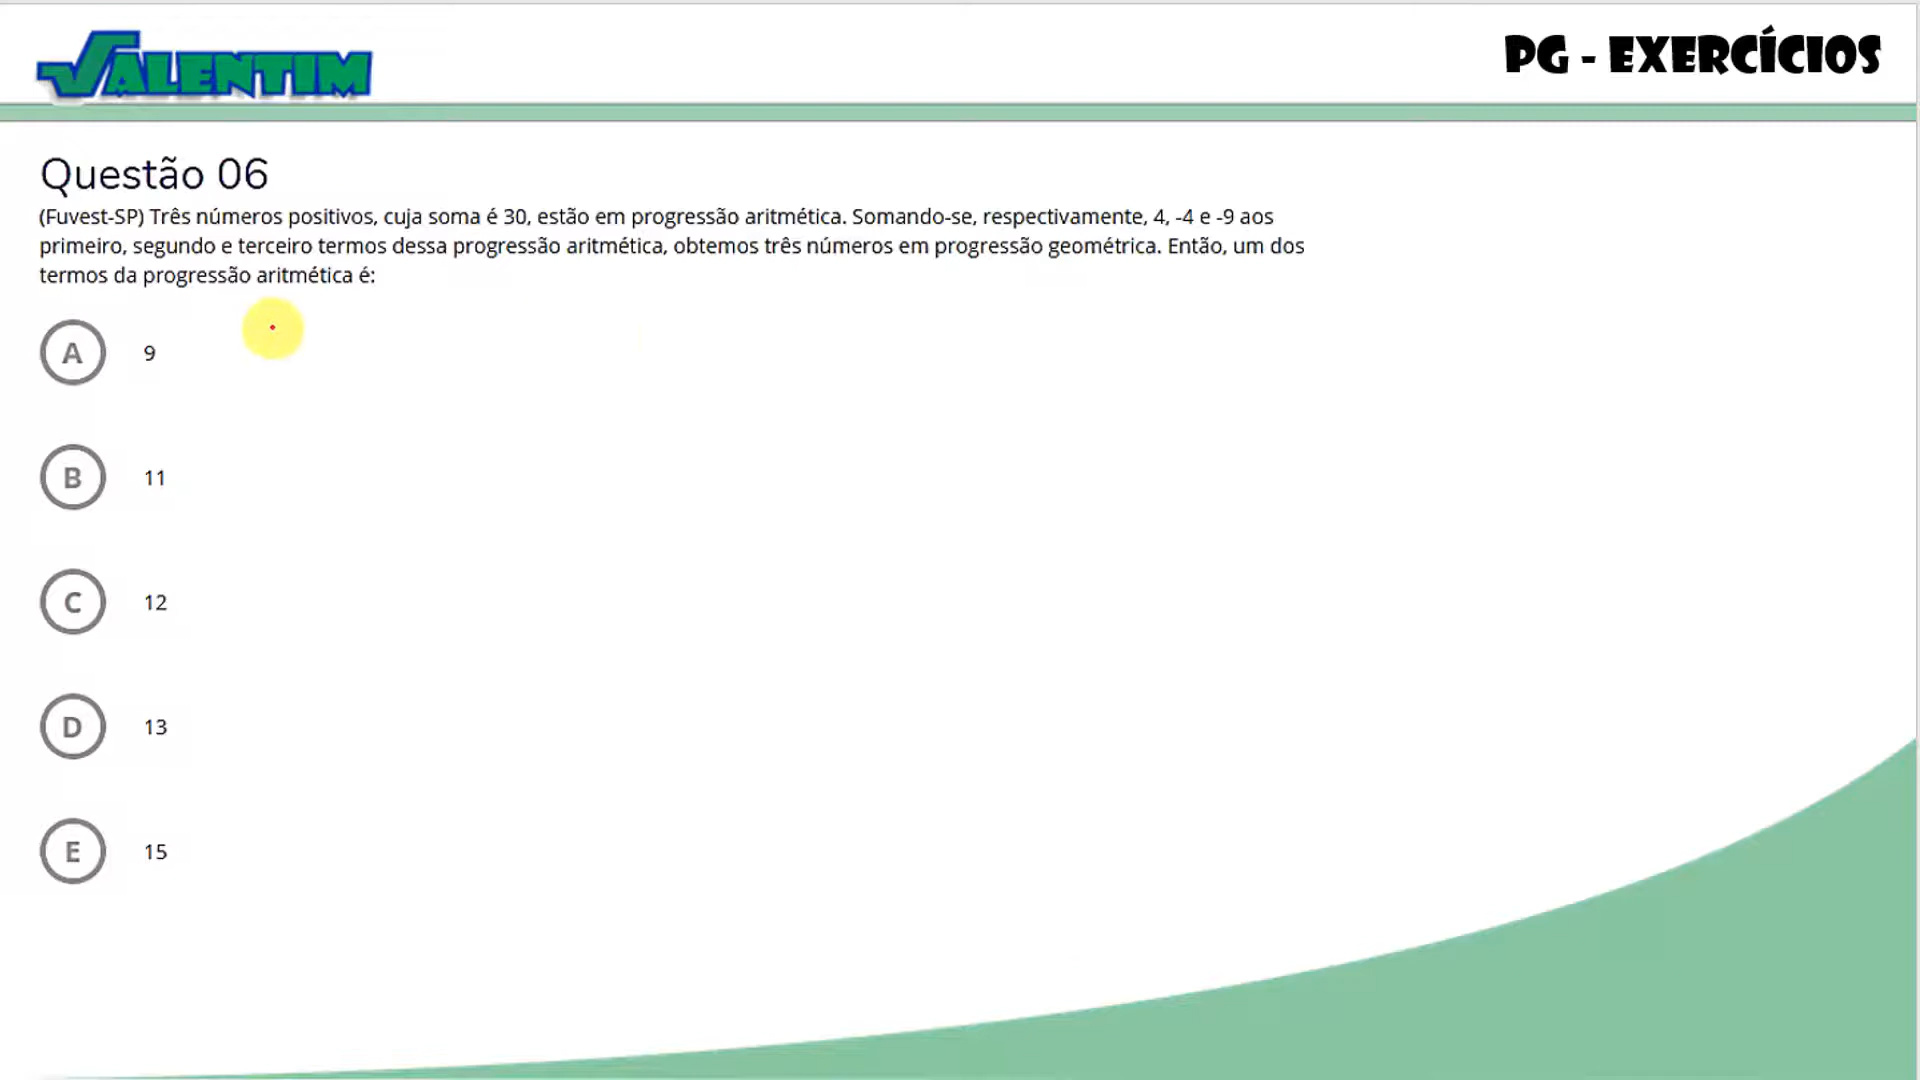 VALENTIM
PG - EXERCÍCIOS
Questão 06
(Fuvest-SP) Três números positivos, cuja soma é 30, estão em progressão aritmética. Somando-se, respectivamente, 4, -4 e -9 aos
primeiro, segundo e terceiro termos dessa progressão aritmética, obtemos três números em progressão geométrica. Então, um dos
termos da progressão aritmética é:
A 9
B 11
C 12
D 13
E 15